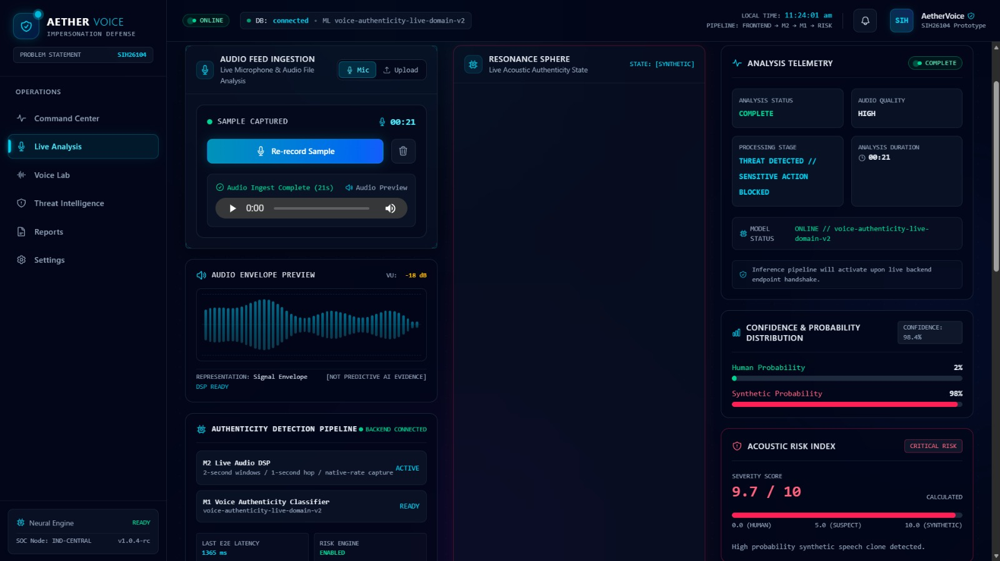 AETHER VOICE
IMPERSONATION DEFENSE
PROBLEM STATEMENT SIH26104
OPERATIONS
Command Center
Live Analysis
Voice Lab
Threat Intelligence
Reports
Settings
Neural Engine READY
SOC Node: IND-CENTRAL v1.0.4-rc
ONLINE
DB: connected • ML voice-authenticity-live-domain-v2
LOCAL TIME: 11:24:01 am
PIPELINE: FRONTEND → M2 → M1 → RISK
SIH
AetherVoice
SIH26104 Prototype
AUDIO FEED INGESTION
Live Microphone & Audio File
Analysis
Mic
Upload
SAMPLE CAPTURED
00:21
Re-record Sample
Audio Ingest Complete (21s)
Audio Preview
0:00
AUDIO ENVELOPE PREVIEW
VU: -18 dB
REPRESENTATION: Signal Envelope [NOT PREDICTIVE AI EVIDENCE]
DSP READY
AUTHENTICITY DETECTION PIPELINE
BACKEND CONNECTED
M2 Live Audio DSP
2-second windows / 1-second hop / native-rate capture
ACTIVE
M1 Voice Authenticity Classifier
voice-authenticity-live-domain-v2
READY
LAST E2E LATENCY
1365 ms
RISK ENGINE
ENABLED
RESONANCE SPHERE
Live Acoustic Authenticity State
STATE: [SYNTHETIC]
ANALYSIS TELEMETRY
COMPLETE
ANALYSIS STATUS
COMPLETE
AUDIO QUALITY
HIGH
PROCESSING STAGE
THREAT DETECTED //
SENSITIVE ACTION
BLOCKED
ANALYSIS DURATION
00:21
MODEL
STATUS
ONLINE // voice-authenticity-live-
domain-v2
Inference pipeline will activate upon live backend
endpoint handshake.
CONFIDENCE & PROBABILITY
DISTRIBUTION
CONFIDENCE:
98.4%
Human Probability 2%
Synthetic Probability 98%
ACOUSTIC RISK INDEX
CRITICAL RISK
SEVERITY SCORE
9.7 / 10
CALCULATED
0.0 (HUMAN) 5.0 (SUSPECT) 10.0 (SYNTHETIC)
High probability synthetic speech clone detected.